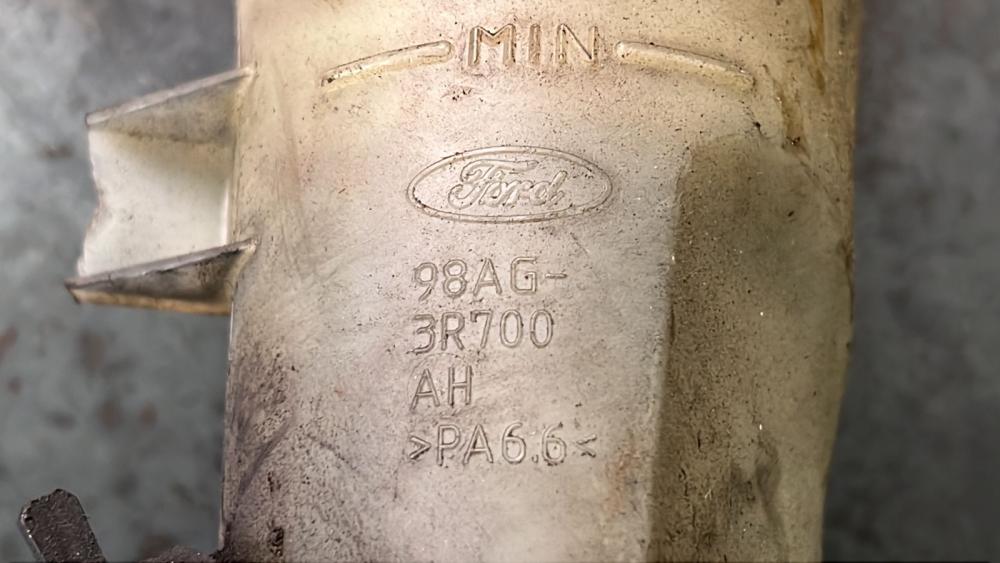 MIN
Ford
98AG-
3R700
AH
>PA6.6<